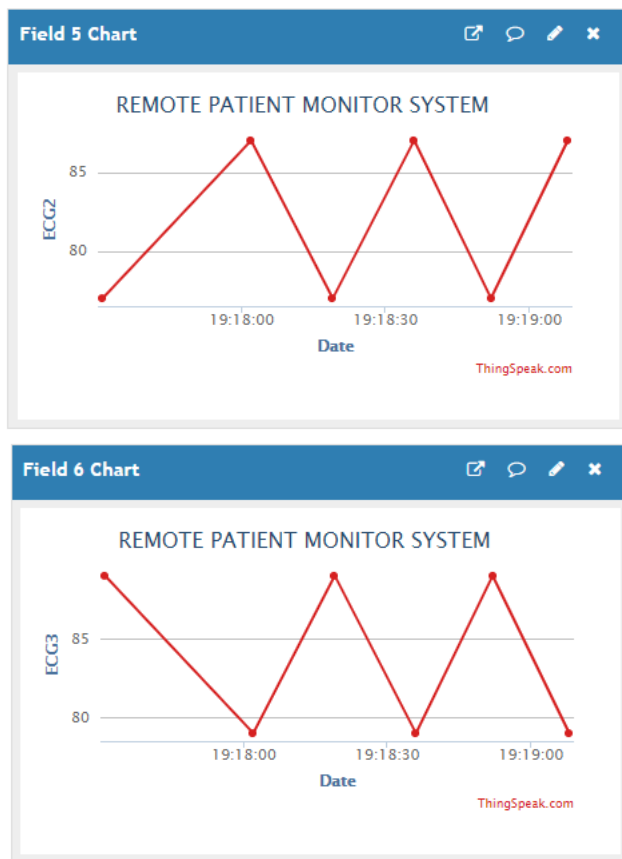 Field 5 Chart
REMOTE PATIENT MONITOR SYSTEM
85
ECG2
80
19:18:00 19:18:30 19:19:00
Date
ThingSpeak.com
Field 6 Chart
REMOTE PATIENT MONITOR SYSTEM
85
ECG3
80
19:18:00 19:18:30 19:19:00
Date
ThingSpeak.com